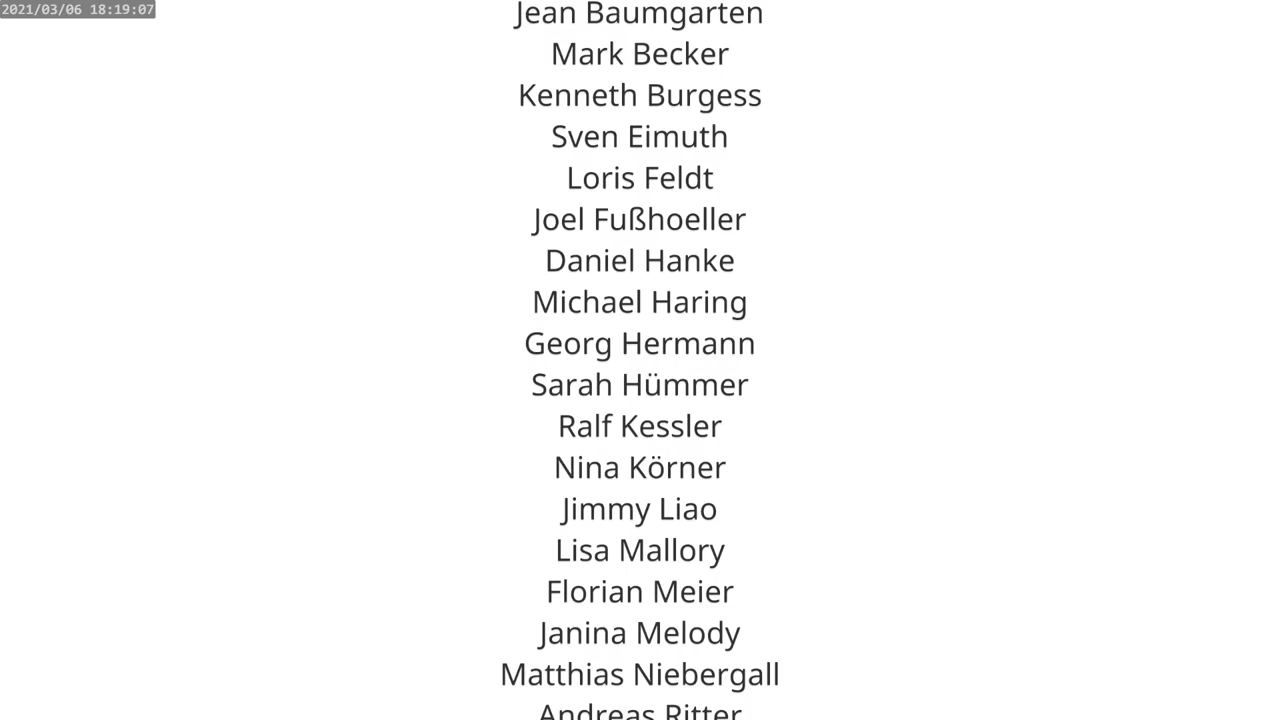 2021/03/06 18:19:07
Jean Baumgarten
Mark Becker
Kenneth Burgess
Sven Eimuth
Loris Feldt
Joel Fußhoeller
Daniel Hanke
Michael Haring
Georg Hermann
Sarah Hümmer
Ralf Kessler
Nina Körner
Jimmy Liao
Lisa Mallory
Florian Meier
Janina Melody
Matthias Niebergall
Andreas Ritter